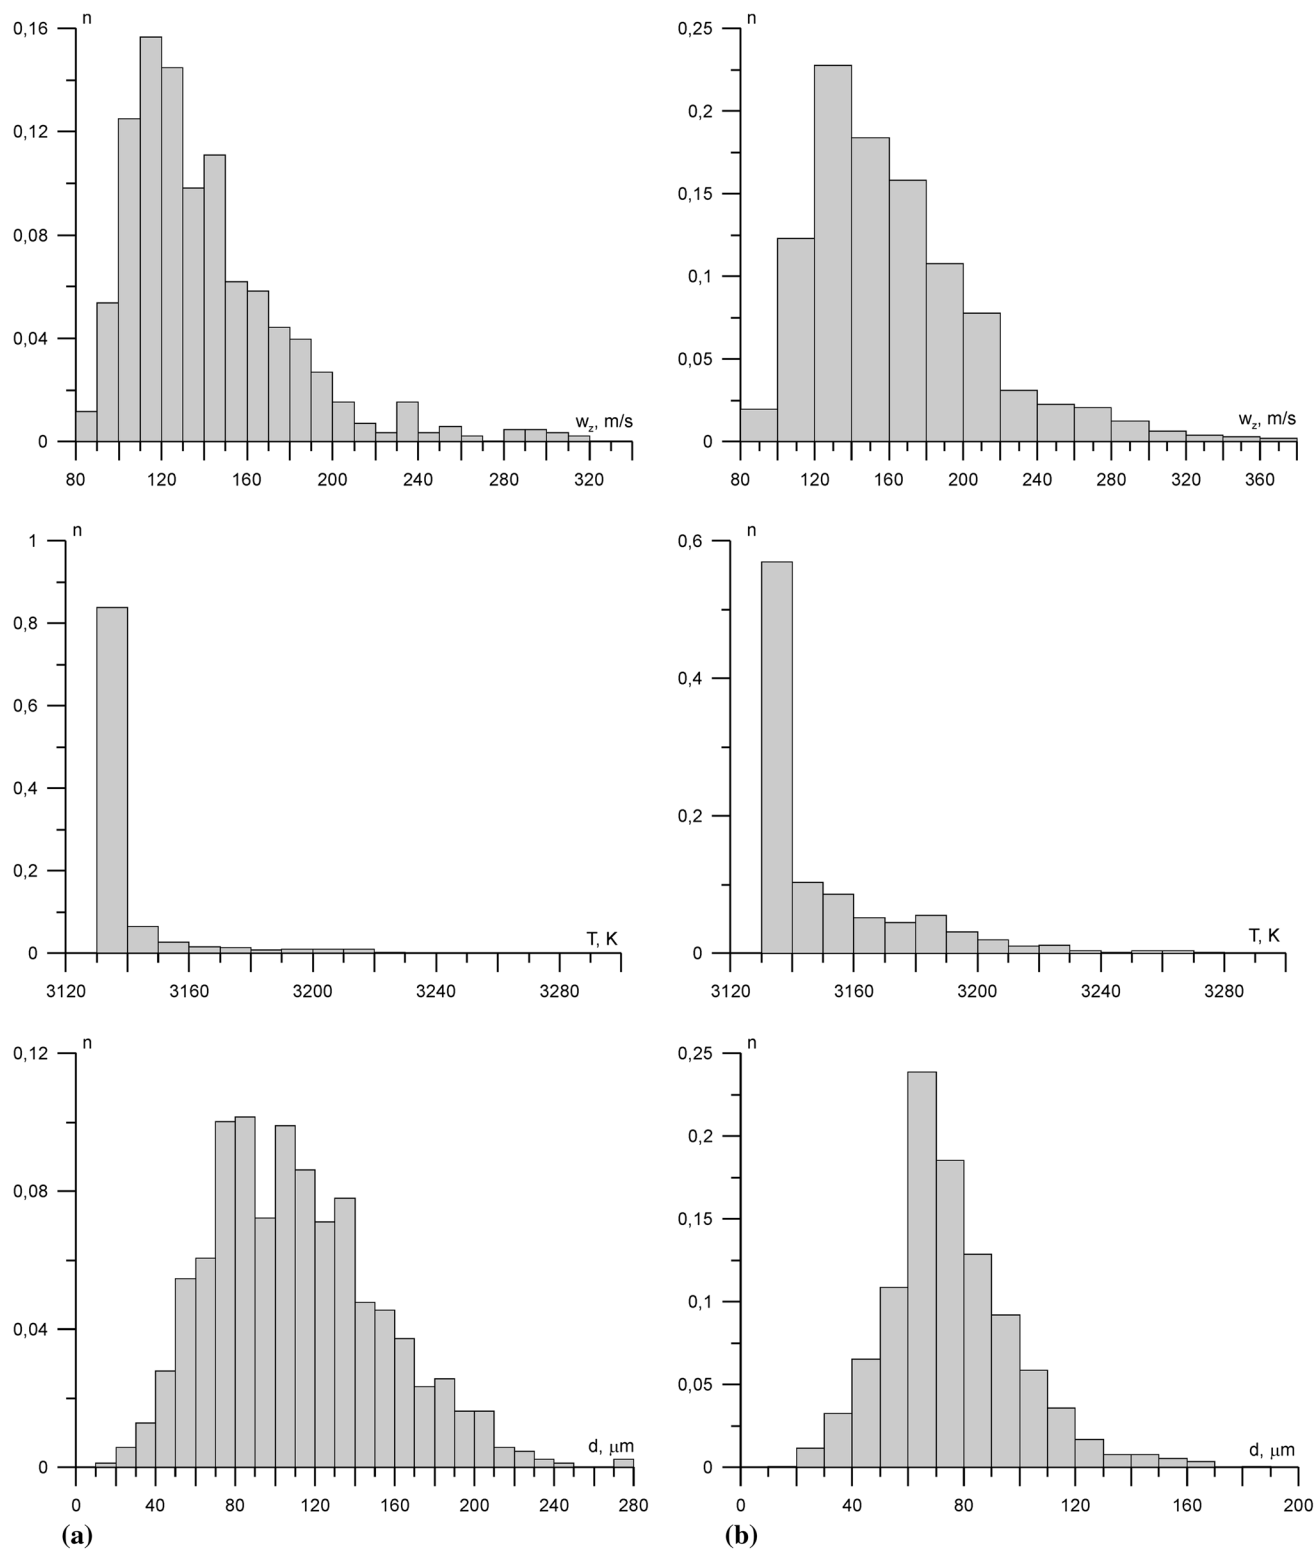 n
0,16
0,12
0,08
0,04
0
w_z, m/s
80 120 160 200 240 280 320
n
0,25
0,2
0,15
0,1
0,05
0
w_z, m/s
80 120 160 200 240 280 320 360
n
1
0,8
0,6
0,4
0,2
0
T, K
3120 3160 3200 3240 3280
n
0,6
0,4
0,2
0
T, K
3120 3160 3200 3240 3280
n
0,12
0,08
0,04
0
d, μm
0 40 80 120 160 200 240 280
(a)
n
0,25
0,2
0,15
0,1
0,05
0
d, μm
0 40 80 120 160 200
(b)